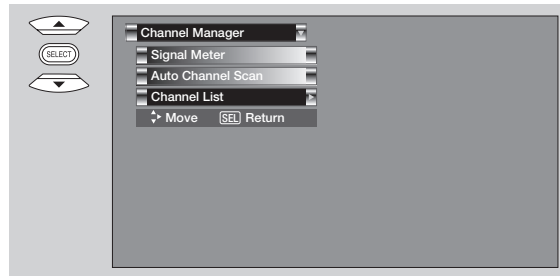 SELECT
Channel Manager
Signal Meter
Auto Channel Scan
Channel List
Move SEL Return